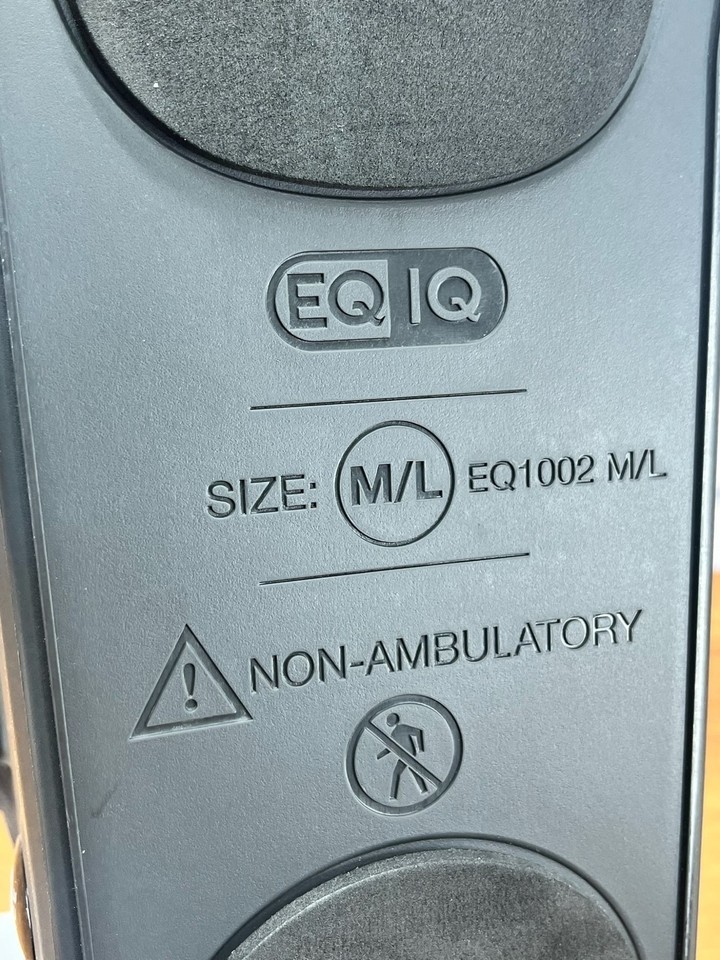 EQ IQ
SIZE: M/L EQ1002 M/L
! NON-AMBULATORY